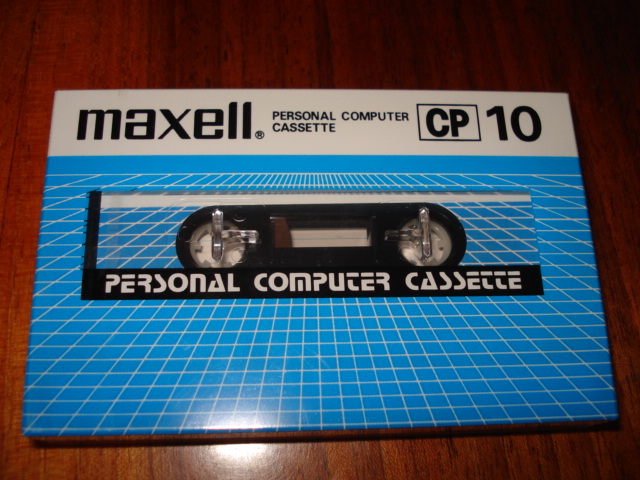 maxell®
PERSONAL COMPUTER
CASSETTE
CP 10
PERSONAL COMPUTER CASSETTE